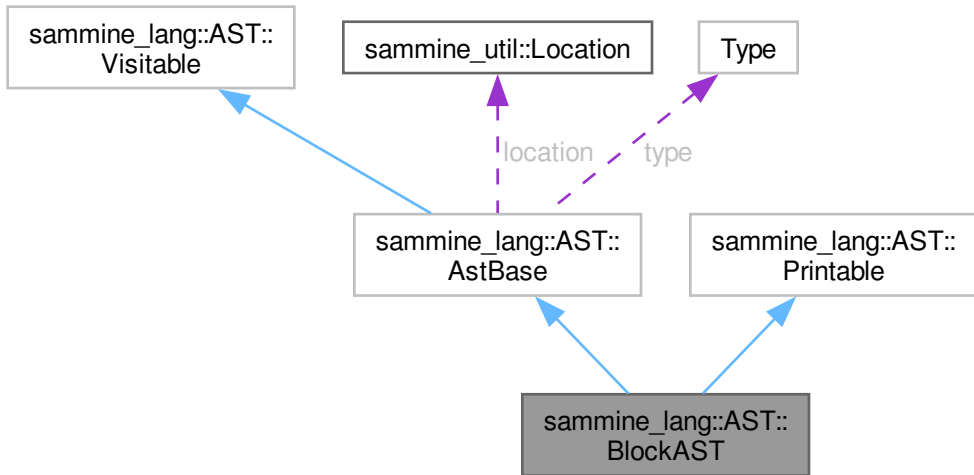 sammine_lang::AST::
Visitable
sammine_util::Location
Type
location
type
sammine_lang::AST::
AstBase
sammine_lang::AST::
Printable
sammine_lang::AST::
BlockAST